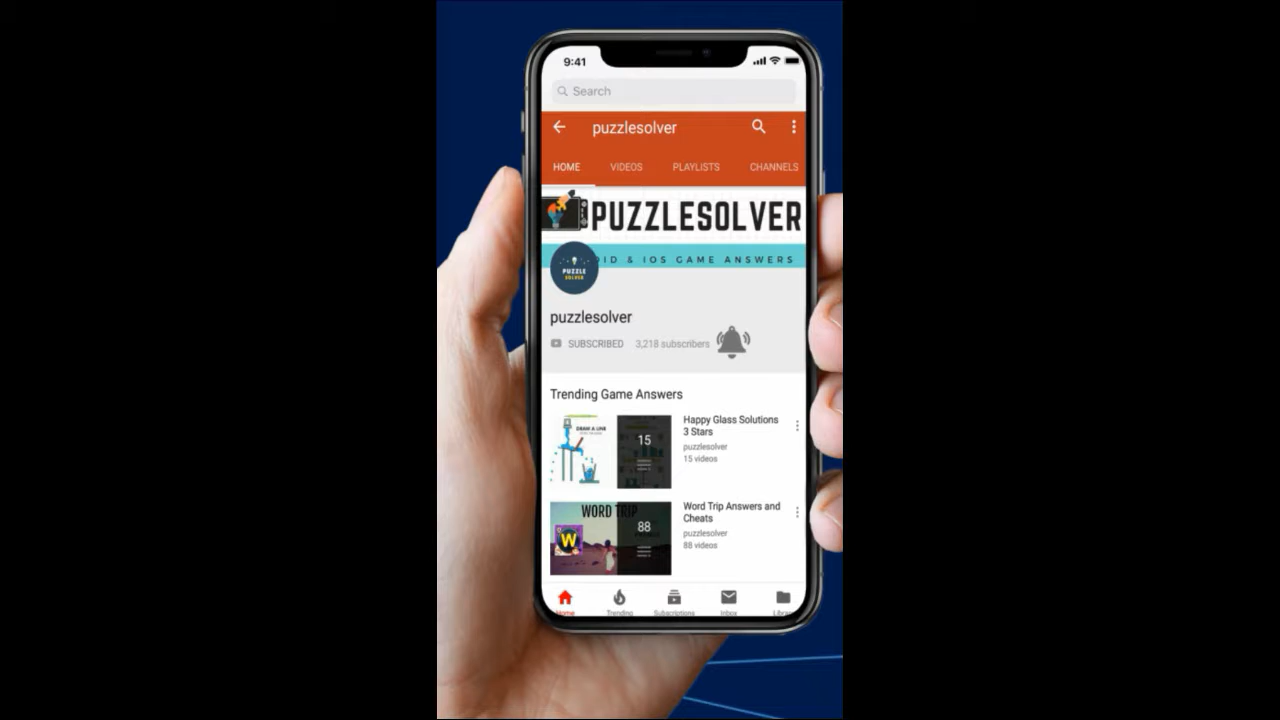 9:41
Search
puzzlesolver
HOME VIDEOS PLAYLISTS CHANNELS
PUZZLESOLVER
OID & IOS GAME ANSWERS
PUZZLE
SOLVER
puzzlesolver
SUBSCRIBED 3,218 subscribers
Trending Game Answers
DRAW A LINE
15
Happy Glass Solutions
3 Stars
puzzlesolver
15 videos
WORD TRIP
W
88
Word Trip Answers and
Cheats
puzzlesolver
88 videos
Home Trending Subscriptions Inbox Library